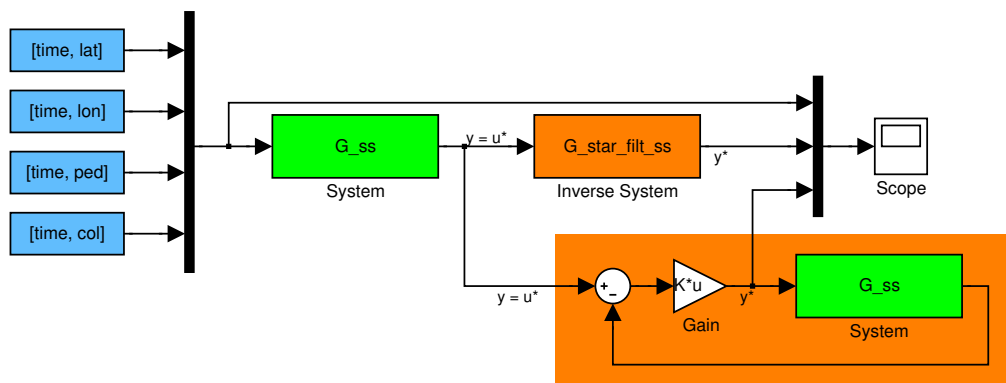 [time, lat]
[time, lon]
[time, ped]
[time, col]
G_ss
System
y = u*
G_star_filt_ss
Inverse System
y*
Scope
y = u*
+
−
K*u
Gain
y*
G_ss
System